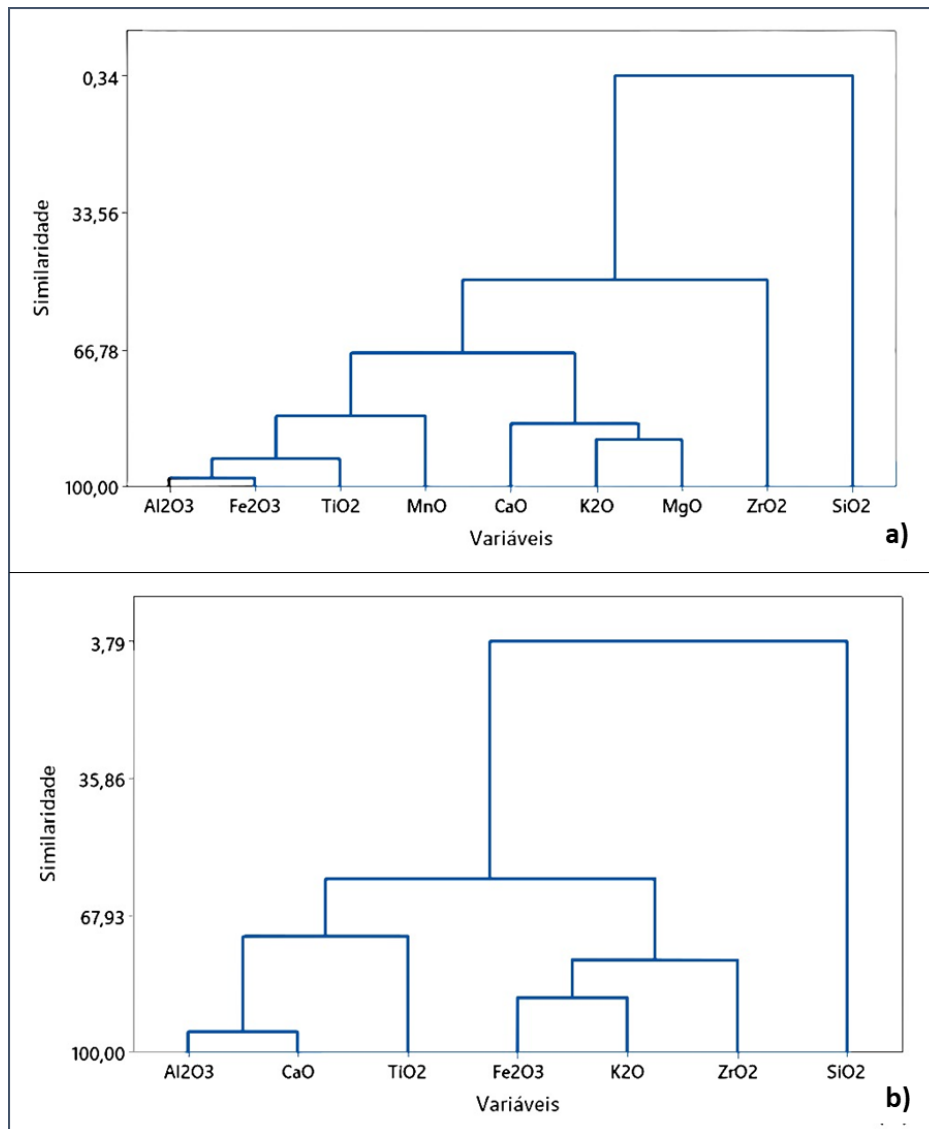 0,34
33,56
Similaridade
66,78
100,00
Al2O3 Fe2O3 TiO2 MnO CaO K2O MgO ZrO2 SiO2
Variáveis
a)
3,79
35,86
Similaridade
67,93
100,00
Al2O3 CaO TiO2 Fe2O3 K2O ZrO2 SiO2
Variáveis
b)